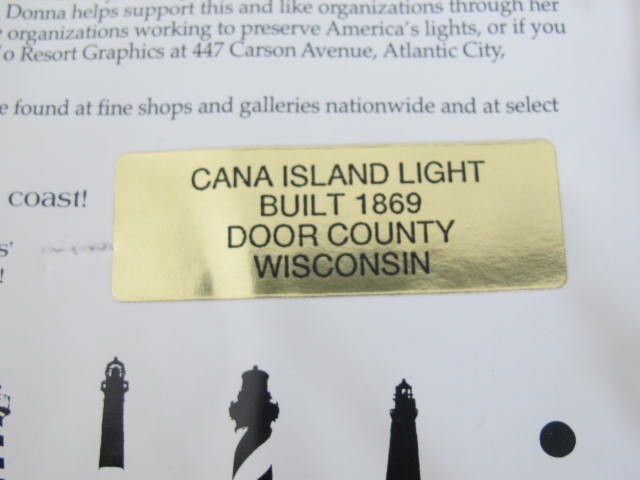 Donna helps support this and like organizations through her
organizations working to preserve America's lights, or if you
o Resort Graphics at 447 Carson Avenue, Atlantic City,
e found at fine shops and galleries nationwide and at select
coast!
CANA ISLAND LIGHT
BUILT 1869
DOOR COUNTY
WISCONSIN